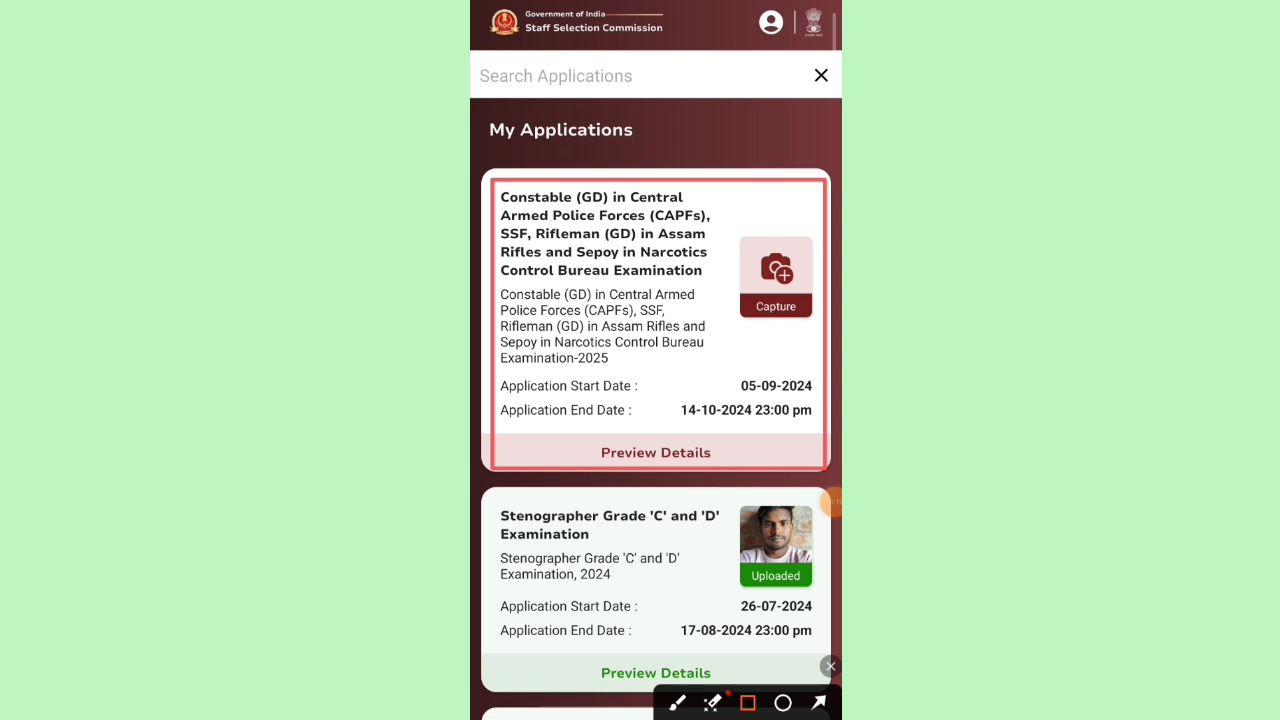 Government of India
Staff Selection Commission
Search Applications
My Applications
Constable (GD) in Central
Armed Police Forces (CAPFs),
SSF, Rifleman (GD) in Assam
Rifles and Sepoy in Narcotics
Control Bureau Examination
Constable (GD) in Central Armed
Police Forces (CAPFs), SSF,
Rifleman (GD) in Assam Rifles and
Sepoy in Narcotics Control Bureau
Examination-2025
Capture
Application Start Date : 05-09-2024
Application End Date : 14-10-2024 23:00 pm
Preview Details
Stenographer Grade 'C' and 'D'
Examination
Stenographer Grade 'C' and 'D'
Examination, 2024
Uploaded
Application Start Date : 26-07-2024
Application End Date : 17-08-2024 23:00 pm
Preview Details